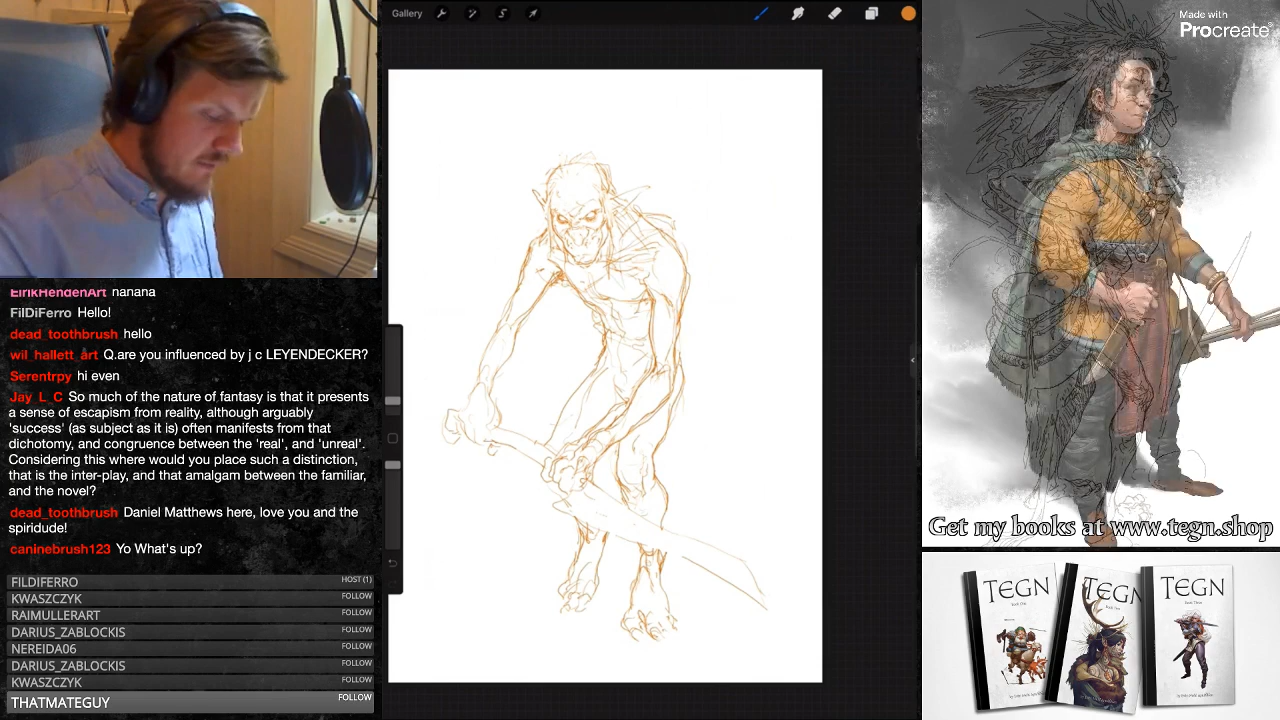 Gallery
Made with
Procreate
EirikHendenArt nanana
FilDiFerro Hello!
dead_toothbrush hello
wil_hallett_art Q.are you influenced by j c LEYENDECKER?
Serentrpy hi even
Jay_L_C So much of the nature of fantasy is that it presents
a sense of escapism from reality, although arguably
'success' (as subject as it is) often manifests from that
dichotomy, and congruence between the 'real', and 'unreal'.
Considering this where would you place such a distinction,
that is the inter-play, and that amalgam between the familiar,
and the novel?
dead_toothbrush Daniel Matthews here, love you and the
spiridude!
caninebrush123 Yo What's up?
FILDIFERRO HOST (1)
KWASZCZYK FOLLOW
RAIMULLERART FOLLOW
DARIUS_ZABLOCKIS FOLLOW
NEREIDA06 FOLLOW
DARIUS_ZABLOCKIS FOLLOW
KWASZCZYK FOLLOW
THATMATEGUY FOLLOW
Get my books at www.tegn.shop
TEGN
TEGN
TEGN